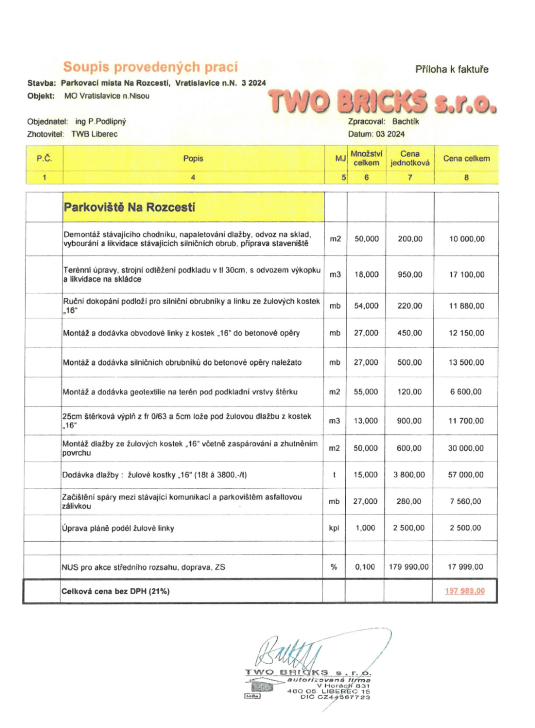 Soupis provedených prací
Příloha k faktuře
Stavba: Parkovací místa Na Rozcestí, Vratislavice n.N. 3 2024
Objekt: MO Vratislavice n.Nisou
TWO BRICKS s.r.o.
Objednatel: ing P.Podlipný
Zpracoval: Bachtík
Zhotovitel: TWB Liberec
Datum: 03 2024
P.Č. Popis MJ Množství celkem Cena jednotková Cena celkem
1 4 5 6 7 8
Parkoviště Na Rozcestí
Demontáž stávajícího chodníku, napaletování dlažby, odvoz na sklad,
vybourání a likvidace stávajících silničních obrub, příprava staveniště m2 50,000 200,00 10 000,00
Terénní úpravy, strojní odtěžení podkladu v tl 30cm, s odvozem výkopku
a likvidace na skládce m3 18,000 950,00 17 100,00
Ruční dokopání podloží pro silniční obrubníky a linku ze žulových kostek
„16" mb 54,000 220,00 11 880,00
Montáž a dodávka obvodové linky z kostek „16" do betonové opěry mb 27,000 450,00 12 150,00
Montáž a dodávka silničních obrubníků do betonové opěry naležato mb 27,000 500,00 13 500,00
Montáž a dodávka geotextilie na terén pod podkladní vrstvy štěrku m2 55,000 120,00 6 600,00
25cm štěrková výplň z fr 0/63 a 5cm lože pod žulovou dlažbu z kostek
„16" m3 13,000 900,00 11 700,00
Montáž dlažby ze žulových kostek „16" včetně zaspárování a zhutněním
povrchu m2 50,000 600,00 30 000,00
Dodávka dlažby : žulové kostky „16" (18t á 3800,-/t) t 15,000 3 800,00 57 000,00
Začištění spáry mezi stávající komunikací a parkovištěm asfaltovou
zálivkou mb 27,000 280,00 7 560,00
Úprava pláně podél žulové linky kpl 1,000 2 500,00 2 500,00
NUS pro akce středního rozsahu, doprava, ZS % 0,100 179 990,00 17 999,00
Celková cena bez DPH (21%) 197 989,00
TWO BRICKS s.r.o.
autorizovaná firma
V Horách 831
460 06 LIBEREC 15
DIČ CZ44567723